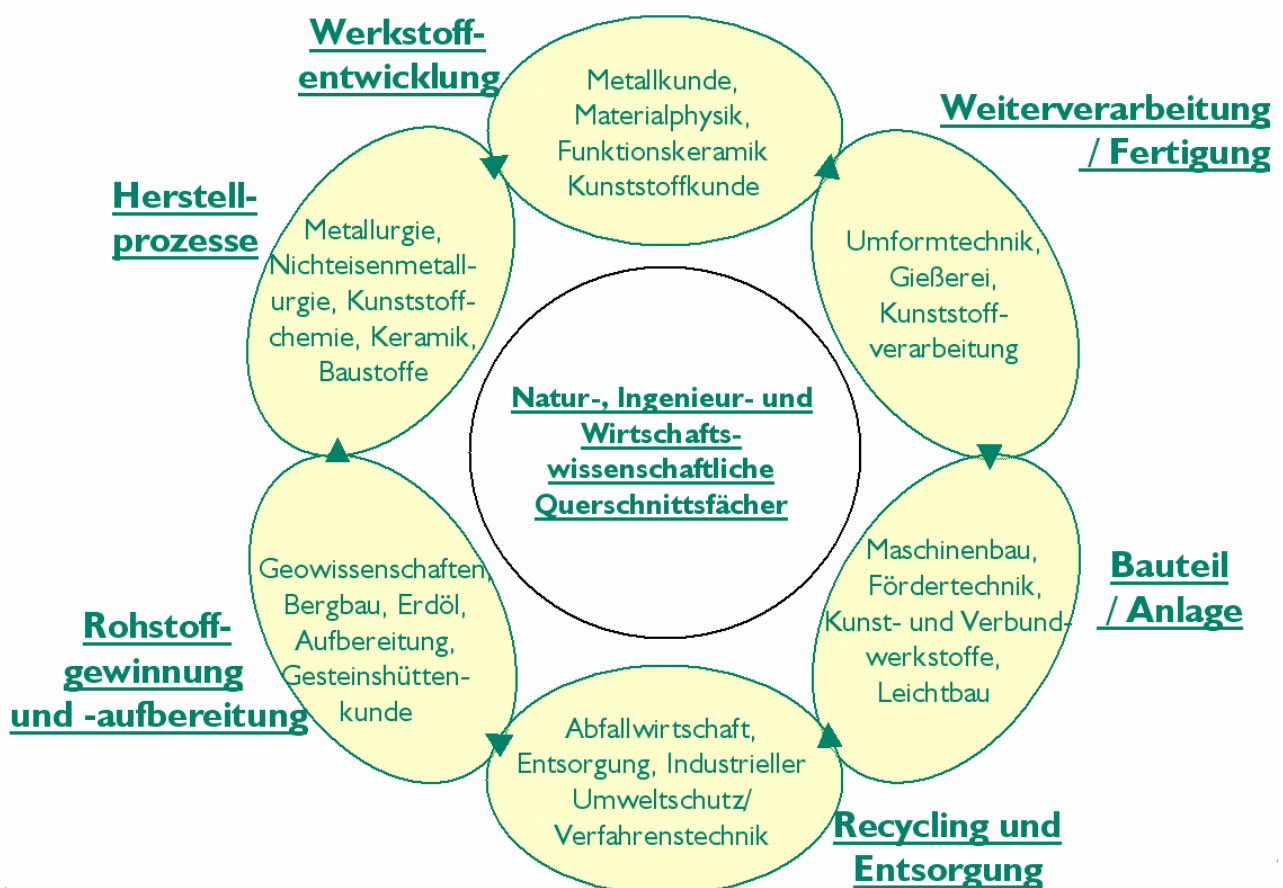 Werkstoff-
entwicklung
Metallkunde,
Materialphysik,
Funktionskeramik
Kunststoffkunde
Weiterverarbeitung
/ Fertigung
Umformtechnik,
Gießerei,
Kunststoff-
verarbeitung
Bauteil
/ Anlage
Maschinenbau,
Fördertechnik,
Kunst- und Verbund-
werkstoffe,
Leichtbau
Recycling und
Entsorgung
Abfallwirtschaft,
Entsorgung, Industrieller
Umweltschutz/
Verfahrenstechnik
Rohstoff-
gewinnung
und -aufbereitung
Geowissenschaften,
Bergbau, Erdöl,
Aufbereitung,
Gesteinshütten-
kunde
Herstell-
prozesse
Metallurgie,
Nichteisenmetall-
urgie, Kunststoff-
chemie, Keramik,
Baustoffe
Natur-, Ingenieur- und
Wirtschafts-
wissenschaftliche
Querschnittsfächer